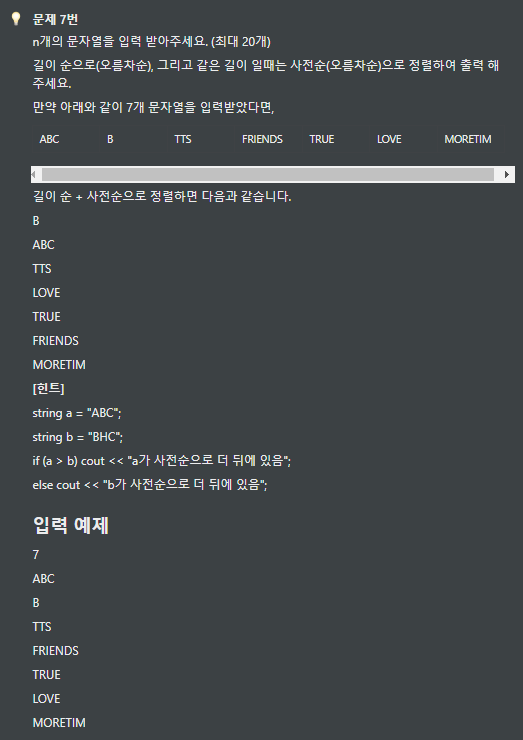 문제 7번
n개의 문자열을 입력 받아주세요. (최대 20개)
길이 순으로(오름차순), 그리고 같은 길이 일때는 사전순(오름차순)으로 정렬하여 출력 해
주세요.
만약 아래와 같이 7개 문자열을 입력받았다면,
ABC B TTS FRIENDS TRUE LOVE MORETIM
길이 순 + 사전순으로 정렬하면 다음과 같습니다.
B
ABC
TTS
LOVE
TRUE
FRIENDS
MORETIM
[힌트]
string a = "ABC";
string b = "BHC";
if (a > b) cout << "a가 사전순으로 더 뒤에 있음";
else cout << "b가 사전순으로 더 뒤에 있음";
입력 예제
7
ABC
B
TTS
FRIENDS
TRUE
LOVE
MORETIM